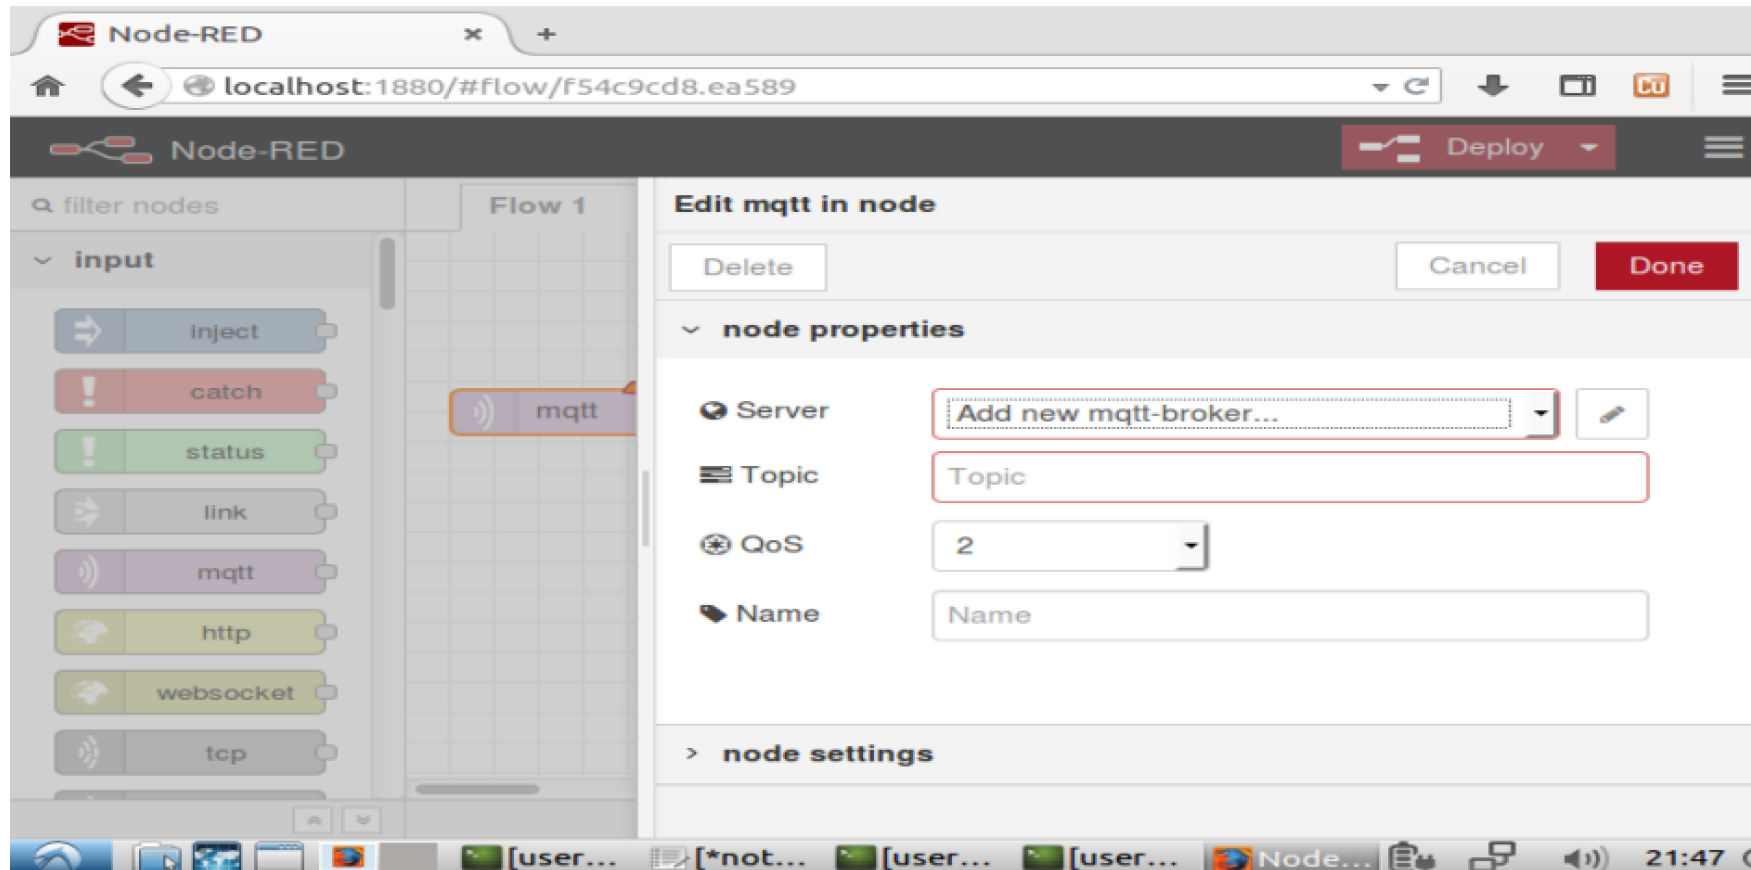 Node-RED
localhost:1880/#flow/f54c9cd8.ea589
Node-RED
Deploy
filter nodes
Flow 1
Edit mqtt in node
input
Delete
Cancel
Done
inject
catch
status
link
mqtt
http
websocket
tcp
mqtt
node properties
Server
Add new mqtt-broker...
Topic
Topic
QoS
2
Name
Name
node settings
[user...
[*not...
[user...
[user...
Node...
21:47